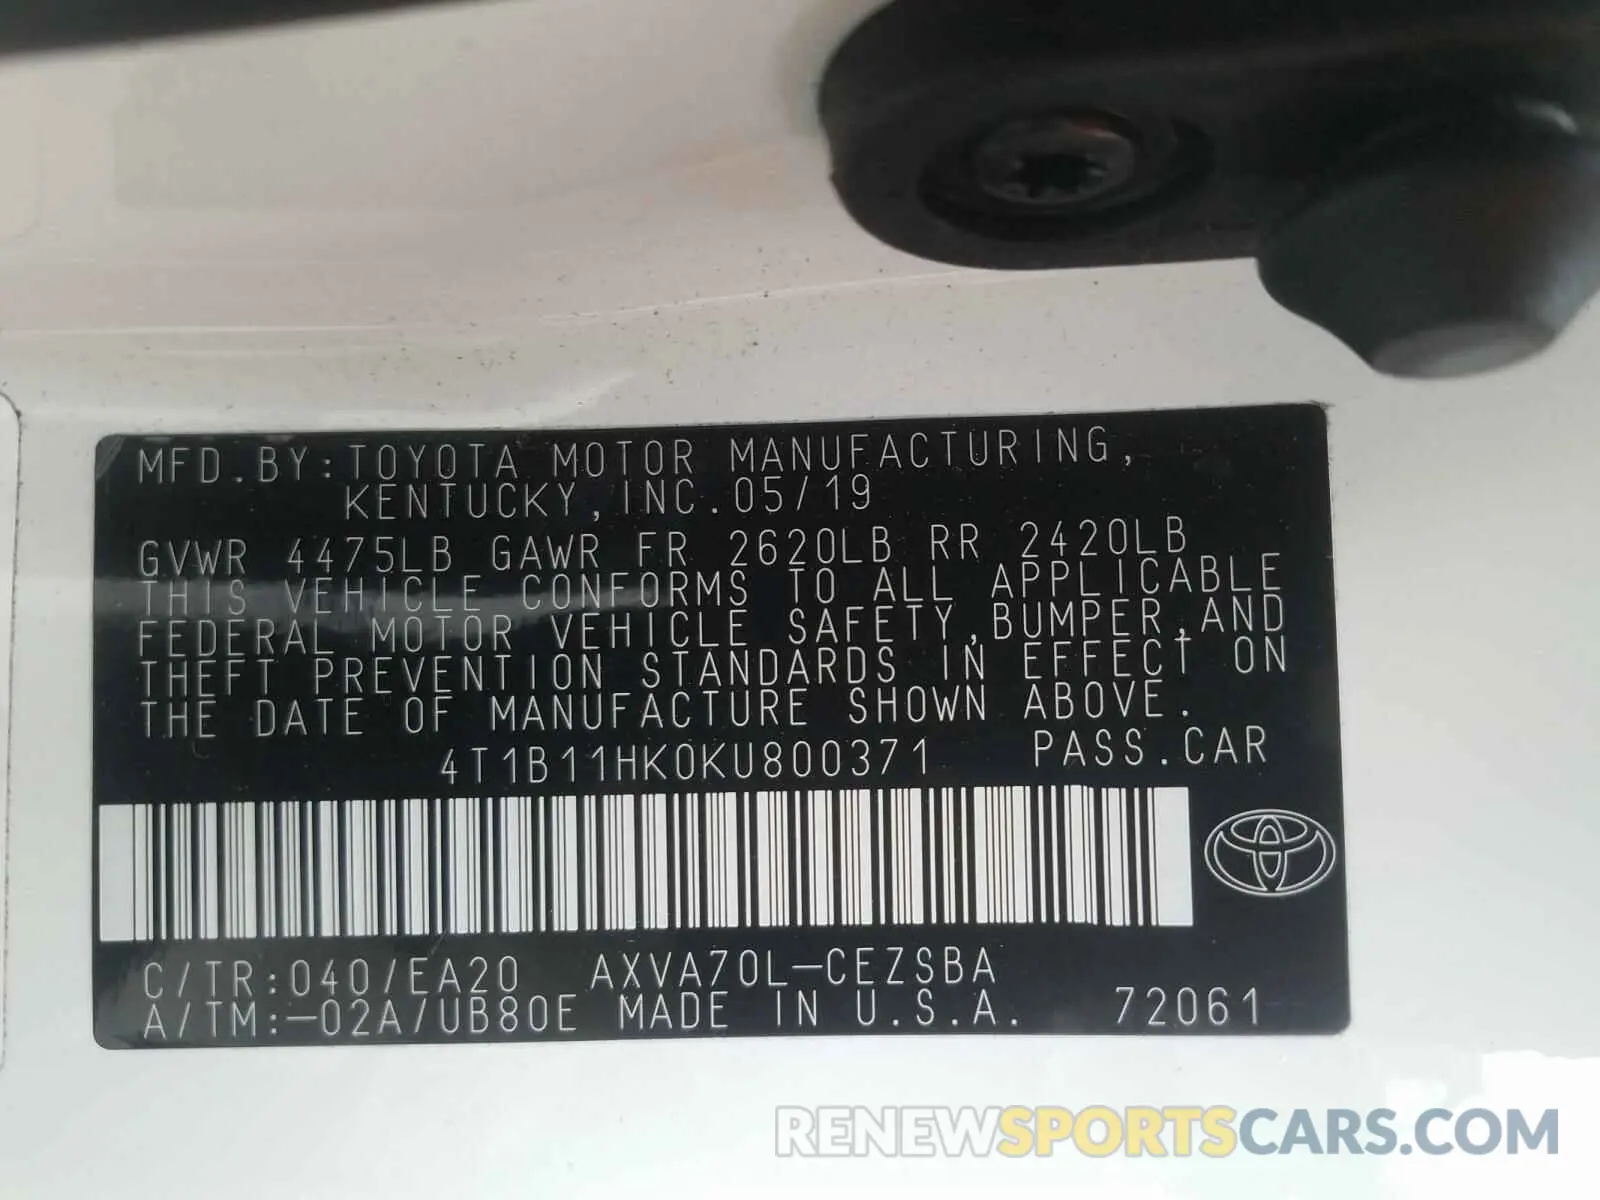 MFD.BY:TOYOTA MOTOR MANUFACTURING,
KENTUCKY,INC.05/19
GVWR 4475LB GAWR FR 2620LB RR 2420LB
THIS VEHICLE CONFORMS TO ALL APPLICABLE
FEDERAL MOTOR VEHICLE SAFETY,BUMPER,AND
THEFT PREVENTION STANDARDS IN EFFECT ON
THE DATE OF MANUFACTURE SHOWN ABOVE.
4T1B11HK0KU800371 PASS.CAR
C/TR:040/EA20 AXVA70L-CEZSBA
A/TM:-02A/UB80E MADE IN U.S.A. 72061
RENEWSPORTSCARS.COM